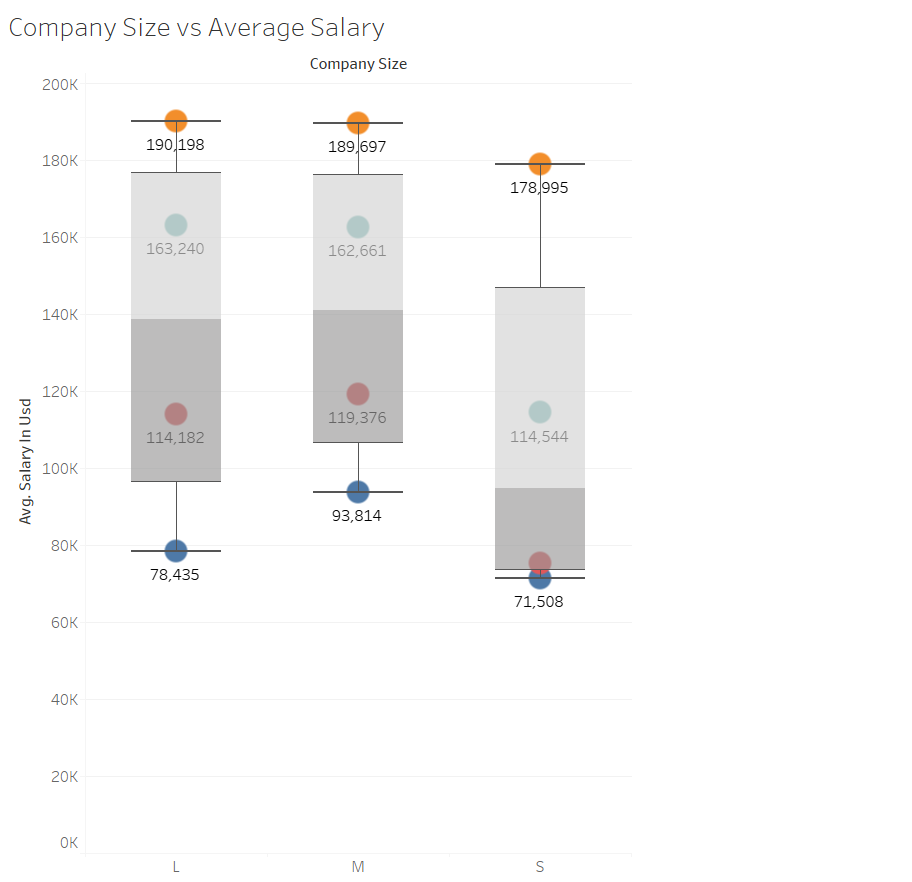 Company Size vs Average Salary
Company Size
200K
180K
160K
140K
120K
100K
80K
60K
40K
20K
0K
Avg. Salary In Usd
190,198
163,240
114,182
78,435
189,697
162,661
119,376
93,814
178,995
114,544
71,508
L
M
S